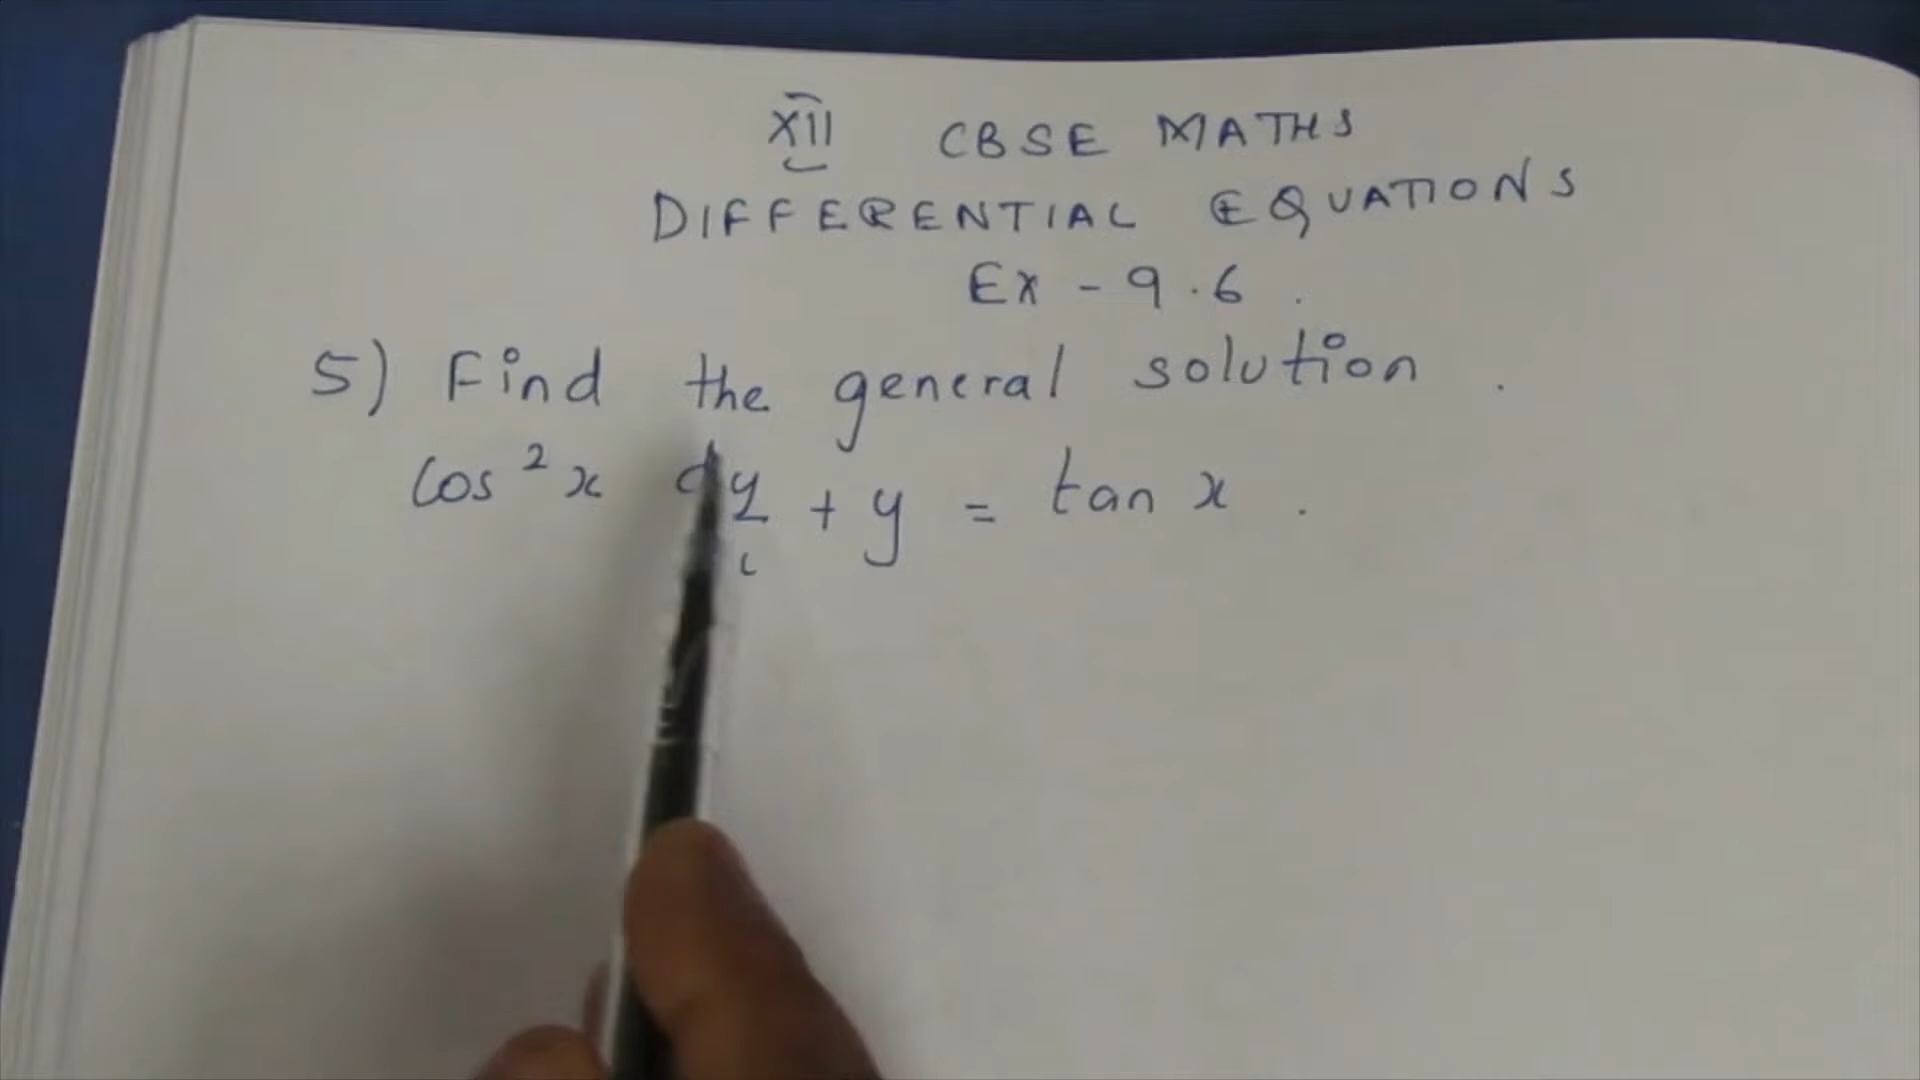 XII CBSE MATHS
DIFFERENTIAL EQUATIONS
Ex - 9.6.
5) Find the general solution.
cos²x dy + y = tan x.